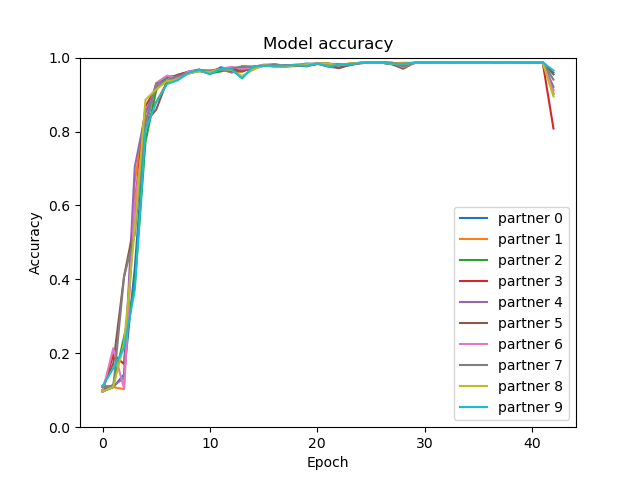 Model accuracy
1.0
0.8
0.6
0.4
0.2
0.0
Accuracy
0 10 20 30 40
Epoch
partner 0
partner 1
partner 2
partner 3
partner 4
partner 5
partner 6
partner 7
partner 8
partner 9